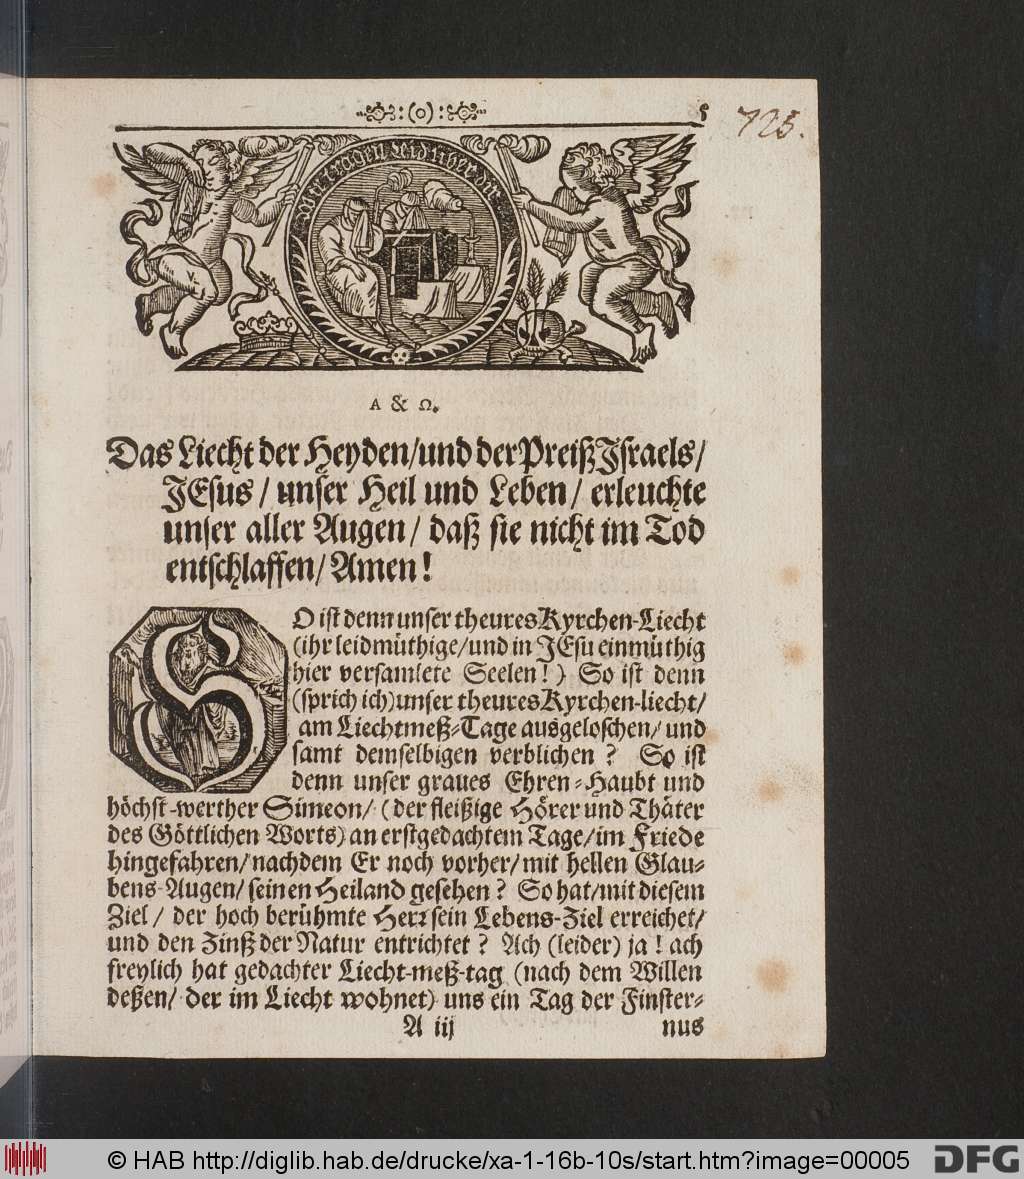 :(o):
5
725.
Wir tragen leid über die
A & Ω.
Das Liecht der Heyden/und der Preiß Israels/
JEsus / unser Heil und Leben/ erleuchte
unser aller Augen/ daß sie nicht im Tod
entschlaffen/ Amen!
SO ist denn unser theures Kyrchen-Liecht
(ihr leidmüthige/und in JEsu einmüthig
hier versamlete Seelen!) So ist denn
(sprich ich) unser theures Kyrchen-liecht/
am Liechtmeß-Tage ausgeloschen/ und
samt demselbigen verblichen? So ist
denn unser graues Ehren-Haubt und
höchst-werther Simeon/ (der fleißige Hörer und Thäter
des Göttlichen Worts) an erstgedachtem Tage/im Friede
hingefahren/nachdem Er noch vorher/mit hellen Glau-
bens-Augen/seinen Heiland gesehen? So hat/mit diesem
Ziel / der hoch berühmte Herr sein Lebens-Ziel erreichet/
und den Zinß der Natur entrichtet? Ach (leider) ja! ach
freylich hat gedachter Liecht-meß-tag (nach dem Willen
deßen/ der im Liecht wohnet) uns ein Tag der Finster-
A iij nus
© HAB http://diglib.hab.de/drucke/xa-1-16b-10s/start.htm?image=00005
DFG